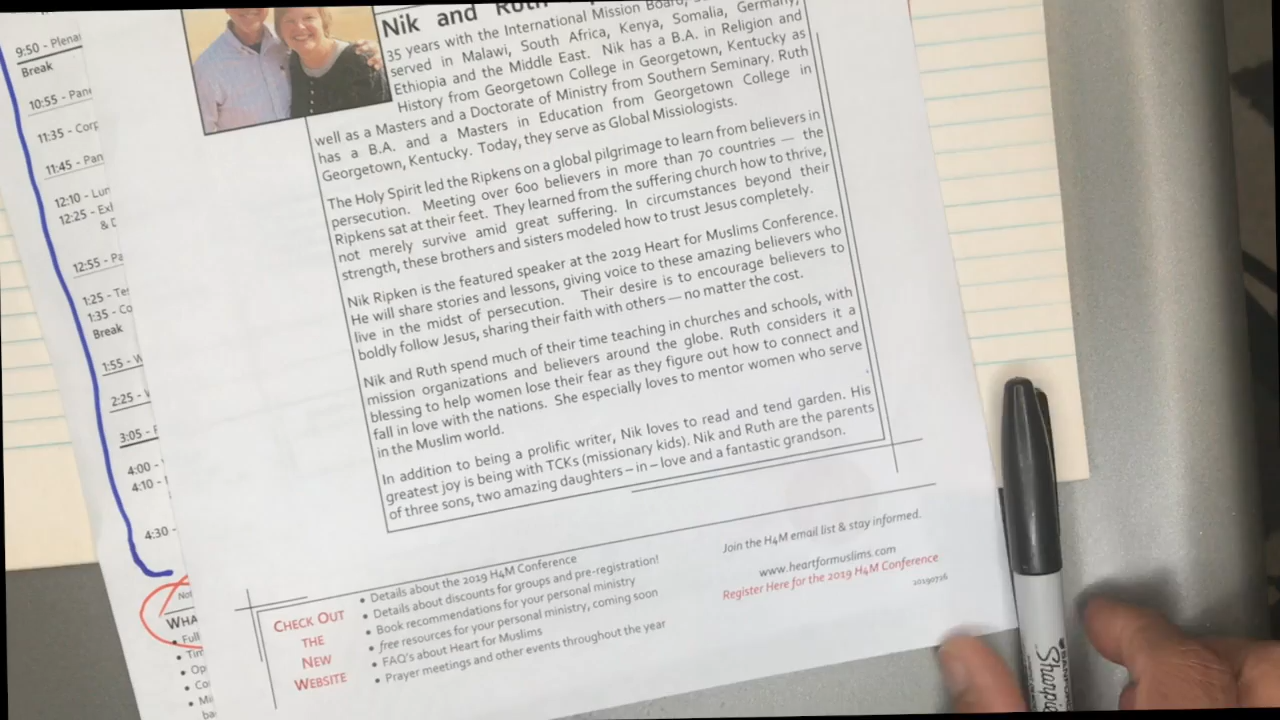 Nik and Ruth
35 years with the International Mission Board,
served in Malawi, South Africa, Kenya, Somalia, Germany,
Ethiopia and the Middle East. Nik has a B.A. in Religion and
History from Georgetown College in Georgetown, Kentucky as
well as a Masters and a Doctorate of Ministry from Southern Seminary. Ruth
has a B.A. and a Masters in Education from Georgetown College in
Georgetown, Kentucky. Today, they serve as Global Missiologists.
The Holy Spirit led the Ripkens on a global pilgrimage to learn from believers in
persecution. Meeting over 600 believers in more than 70 countries — the
Ripkens sat at their feet. They learned from the suffering church how to thrive,
not merely survive amid great suffering. In circumstances beyond their
strength, these brothers and sisters modeled how to trust Jesus completely.
Nik Ripken is the featured speaker at the 2019 Heart for Muslims Conference.
He will share stories and lessons, giving voice to these amazing believers who
live in the midst of persecution. Their desire is to encourage believers to
boldly follow Jesus, sharing their faith with others — no matter the cost.
Nik and Ruth spend much of their time teaching in churches and schools, with
mission organizations and believers around the globe. Ruth considers it a
blessing to help women lose their fear as they figure out how to connect and
fall in love with the nations. She especially loves to mentor women who serve
in the Muslim world.
In addition to being a prolific writer, Nik loves to read and tend garden. His
greatest joy is being with TCKs (missionary kids). Nik and Ruth are the parents
of three sons, two amazing daughters – in – love and a fantastic grandson.
CHECK OUT
THE
NEW
WEBSITE
• Details about the 2019 H4M Conference
• Details about discounts for groups and pre-registration!
• Book recommendations for your personal ministry
• free resources for your personal ministry, coming soon
• FAQ's about Heart for Muslims
• Prayer meetings and other events throughout the year
Join the H4M email list & stay informed.
www.heartformuslims.com
Register Here for the 2019 H4M Conference
20190716
9:50 -
Break
10:55 -
11:35 -
11:45 -
12:10 -
12:25 -
&
12:55 -
1:25 -
1:35 -
Break
1:55 -
2:25 -
3:05 -
4:00 -
4:10 -
4:30 -
• Full
Sharpie